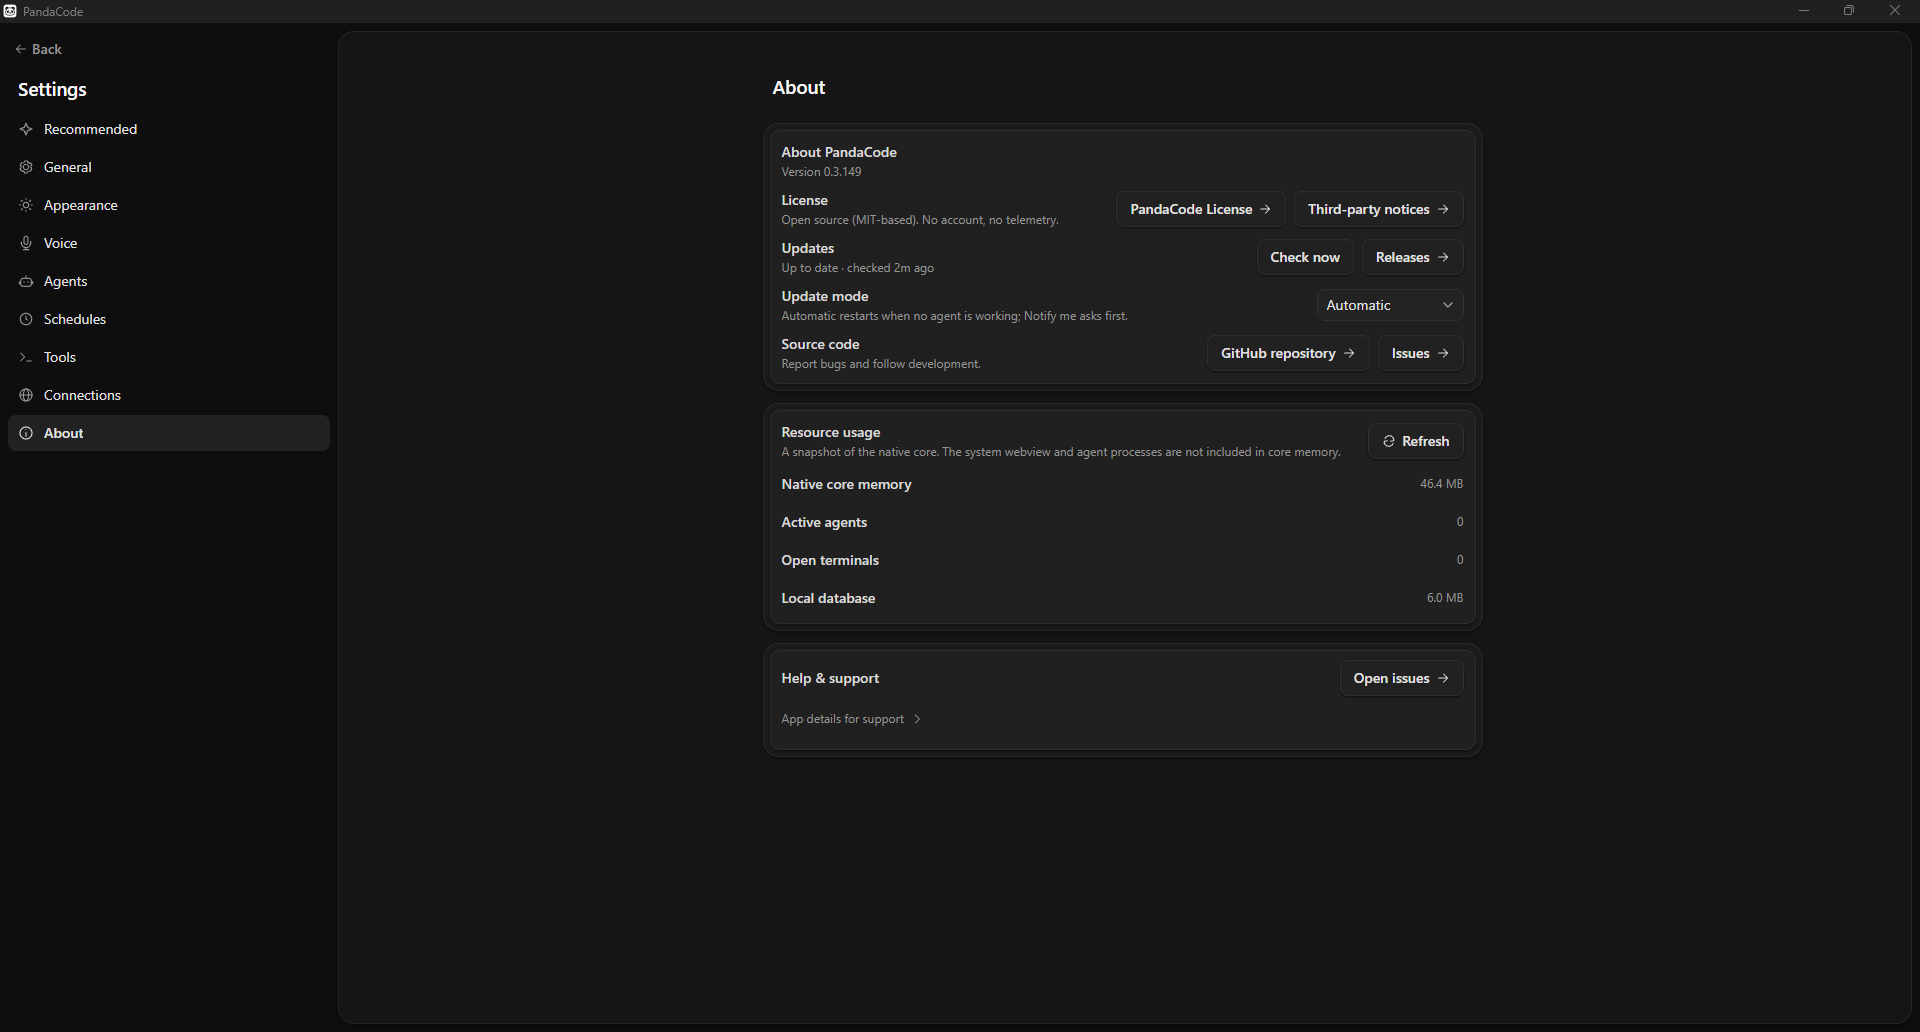 PandaCode
Back
Settings
Recommended
General
Appearance
Voice
Agents
Schedules
Tools
Connections
About
About
About PandaCode
Version 0.3.149
License
Open source (MIT-based). No account, no telemetry.
PandaCode License →
Third-party notices →
Updates
Up to date · checked 2m ago
Check now
Releases →
Update mode
Automatic restarts when no agent is working; Notify me asks first.
Automatic
Source code
Report bugs and follow development.
GitHub repository →
Issues →
Resource usage
A snapshot of the native core. The system webview and agent processes are not included in core memory.
Refresh
Native core memory
46.4 MB
Active agents
0
Open terminals
0
Local database
6.0 MB
Help & support
Open issues →
App details for support